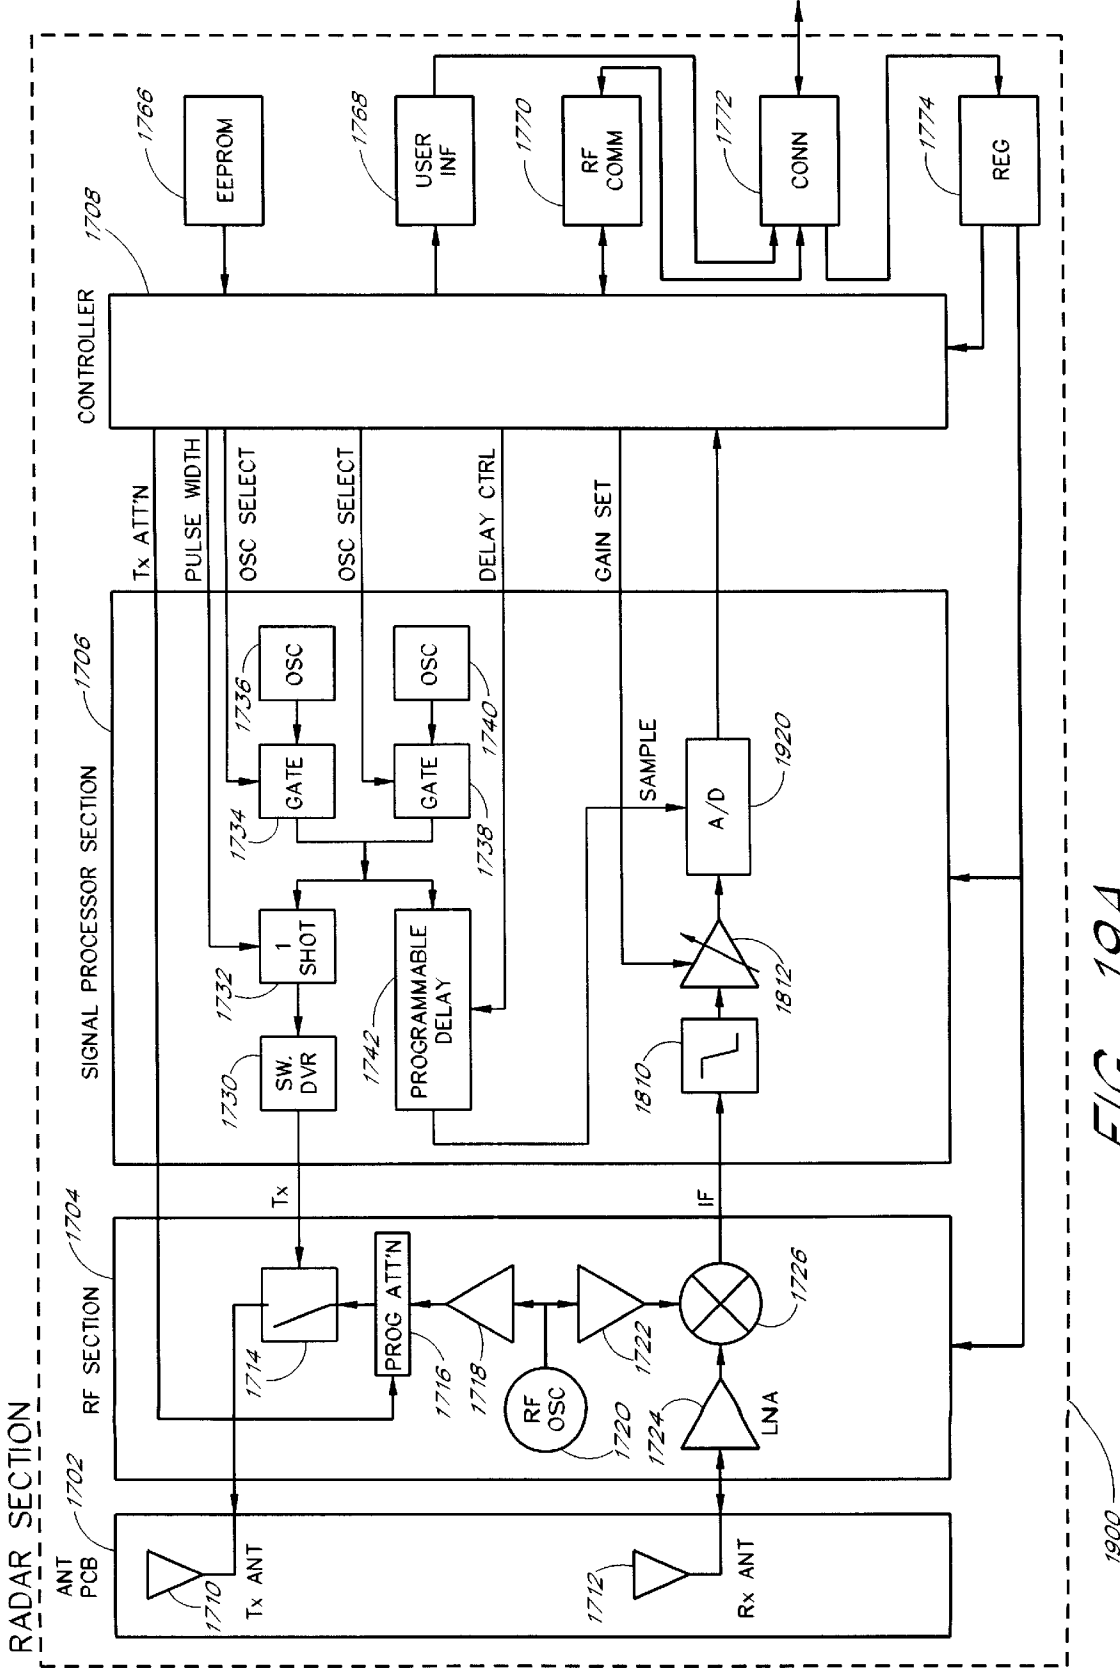 RADAR SECTION
ANT
PCB
1702
1710
Tx ANT
1712
Rx ANT
RF SECTION
1704
1714
PROG ATT'N
1716
1718
RF
OSC
1720
1722
1724
LNA
1726
Tx
IF
SIGNAL PROCESSOR SECTION
1706
SW.
DVR
1730
1
SHOT
1732
GATE
1734
OSC
1736
GATE
1738
OSC
1740
PROGRAMMABLE
DELAY
1742
1810
1812
SAMPLE
A/D
1920
Tx ATT'N
PULSE WIDTH
OSC SELECT
OSC SELECT
DELAY CTRL
GAIN SET
CONTROLLER
1708
EEPROM
1766
USER
INF
1768
RF
COMM
1770
CONN
1772
REG
1774
1900
FIG. 19A